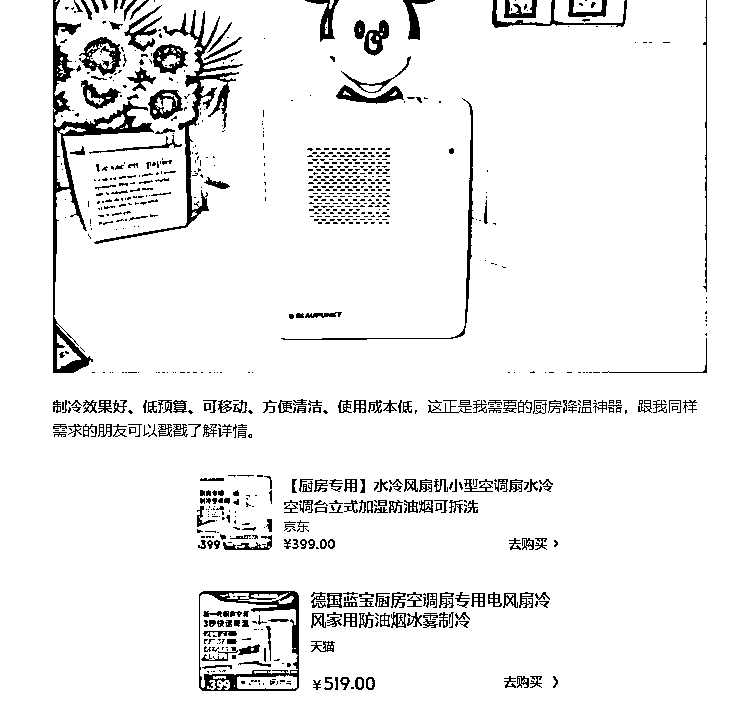 Le sac en papier
BLAUPUNKT
制冷效果好、低预算、可移动、方便清洁、使用成本低，这正是我需要的厨房降温神器，跟我同样
需求的朋友可以戳戳了解详情。
【厨房专用】水冷风扇机小型空调扇水冷
空调台立式加湿防油烟可拆洗
京东
399
¥399.00
去购买 ›
德国蓝宝厨房空调扇专用电风扇冷
风家用防油烟冰雾制冷
天猫
399
¥519.00
去购买 ›